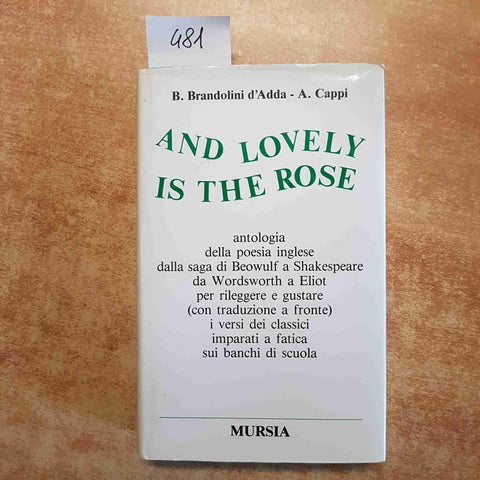 481
B. Brandolini d'Adda - A. Cappi
AND LOVELY
IS THE ROSE
antologia
della poesia inglese
dalla saga di Beowulf a Shakespeare
da Wordsworth a Eliot
per rileggere e gustare
(con traduzione a fronte)
i versi dei classici
imparati a fatica
sui banchi di scuola
MURSIA